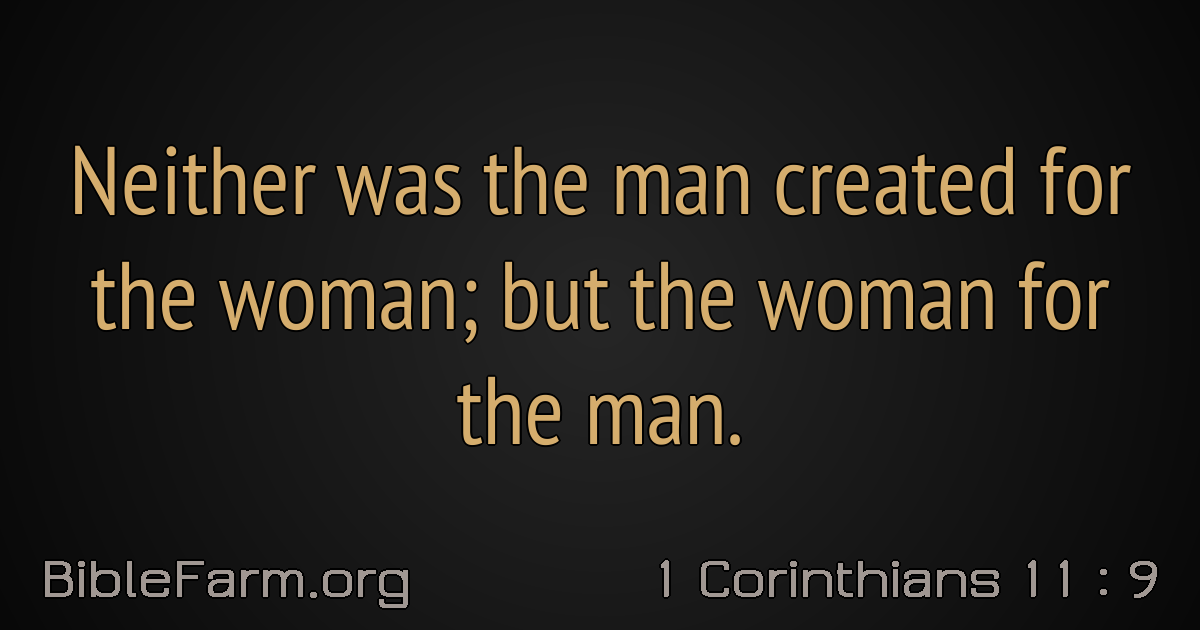 Neither was the man created for
the woman; but the woman for
the man.
BibleFarm.org
1 Corinthians 11 : 9